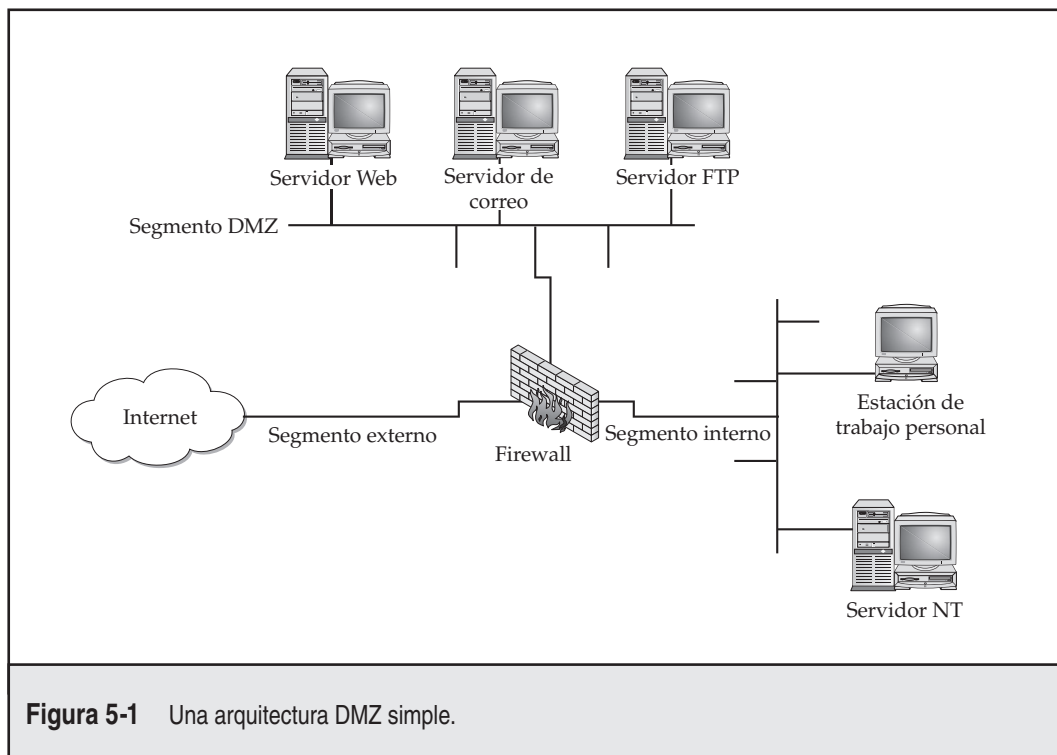 Servidor Web
Servidor de
correo
Servidor FTP
Segmento DMZ
Internet
Segmento externo
Firewall
Segmento interno
Estación de
trabajo personal
Servidor NT
Figura 5-1 Una arquitectura DMZ simple.